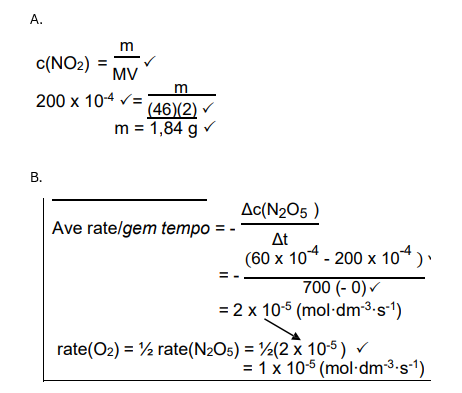 A.
c(NO₂) = m / MV ✓
200 x 10⁻⁴ ✓= m / (46)(2) ✓
m = 1,84 g ✓
B.
Ave rate/gem tempo = - Δc(N₂O₅ ) / Δt
= - (60 x 10⁻⁴ - 200 x 10⁻⁴ ) / 700 (- 0)✓
= 2 x 10⁻⁵ (mol·dm⁻³·s⁻¹)
rate(O₂) = ½ rate(N₂O₅) = ½(2 x 10⁻⁵ ) ✓
= 1 x 10⁻⁵ (mol·dm⁻³·s⁻¹)